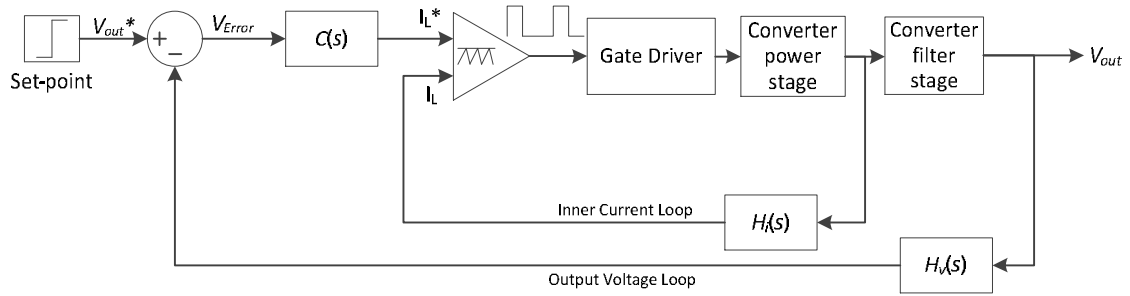 Set-point
Vout*
+
−
VError
C(s)
IL*
IL
Gate Driver
Converter
power
stage
Converter
filter
stage
Vout
Inner Current Loop
Hi(s)
Output Voltage Loop
Hv(s)